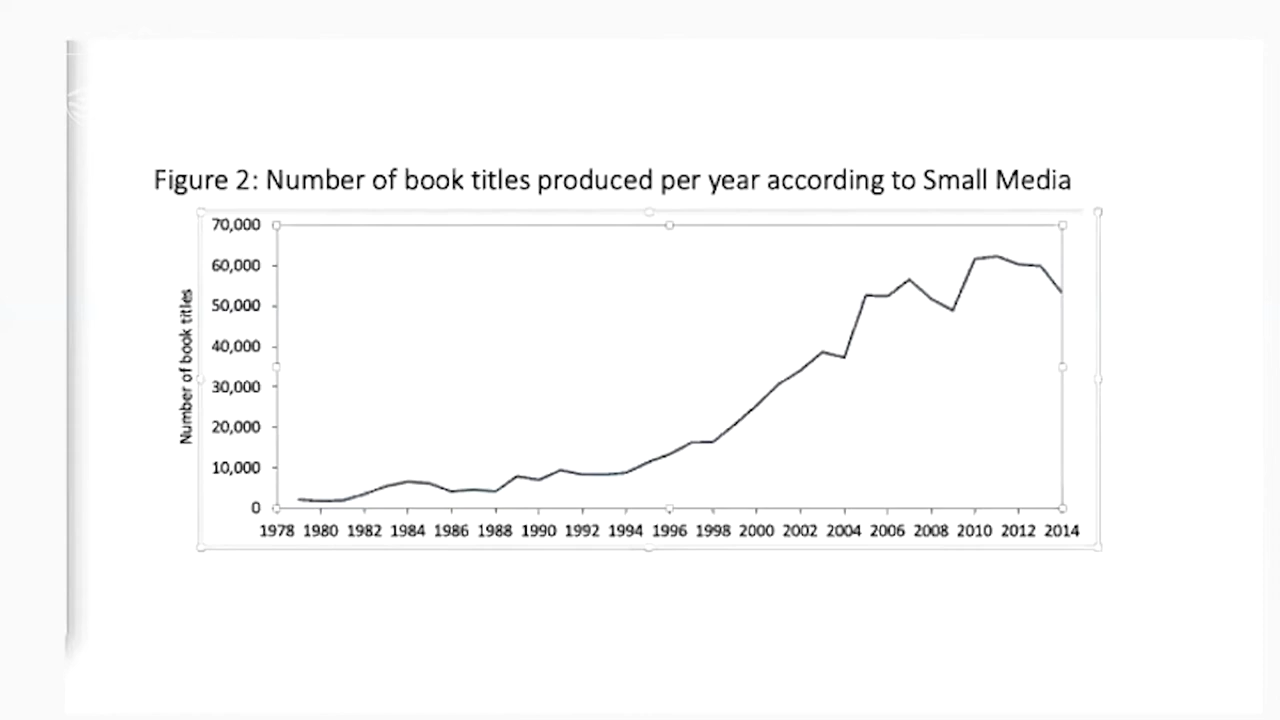 Figure 2: Number of book titles produced per year according to Small Media
Number of book titles
70,000
60,000
50,000
40,000
30,000
20,000
10,000
0
1978 1980 1982 1984 1986 1988 1990 1992 1994 1996 1998 2000 2002 2004 2006 2008 2010 2012 2014